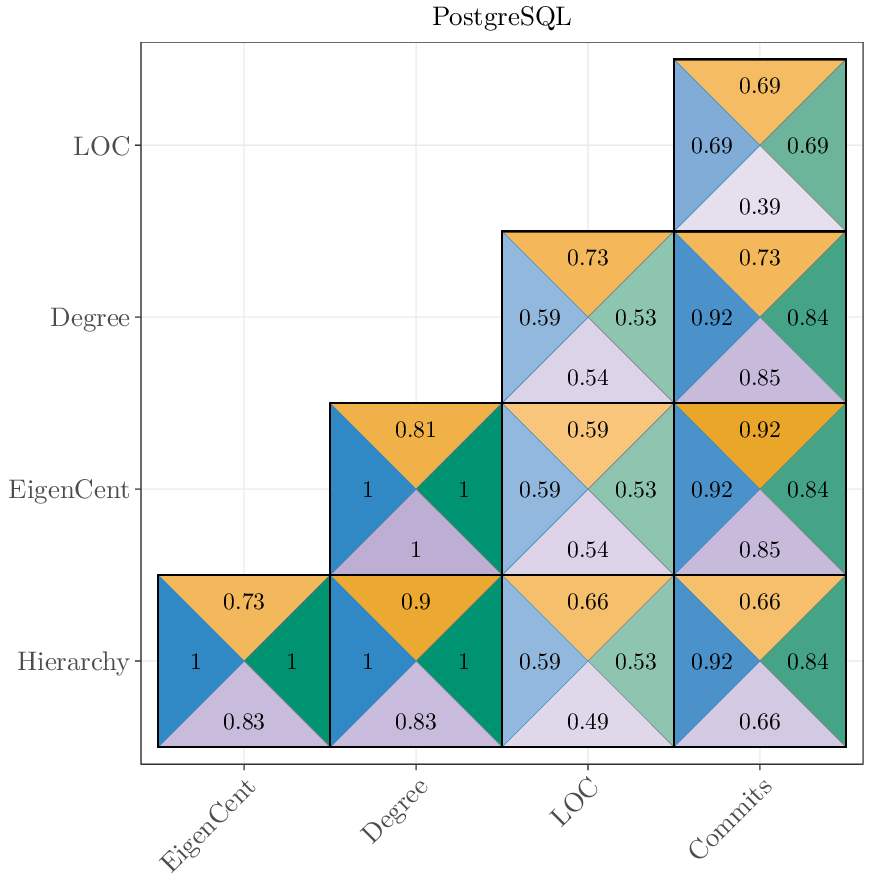 PostgreSQL
0.69
LOC 0.69 0.69
0.39
0.73 0.73
Degree 0.59 0.53 0.92 0.84
0.54 0.85
0.81 0.59 0.92
EigenCent 1 1 0.59 0.53 0.92 0.84
1 0.54 0.85
0.73 0.9 0.66 0.66
Hierarchy 1 1 1 1 0.59 0.53 0.92 0.84
0.83 0.83 0.49 0.66
EigenCent Degree LOC Commits